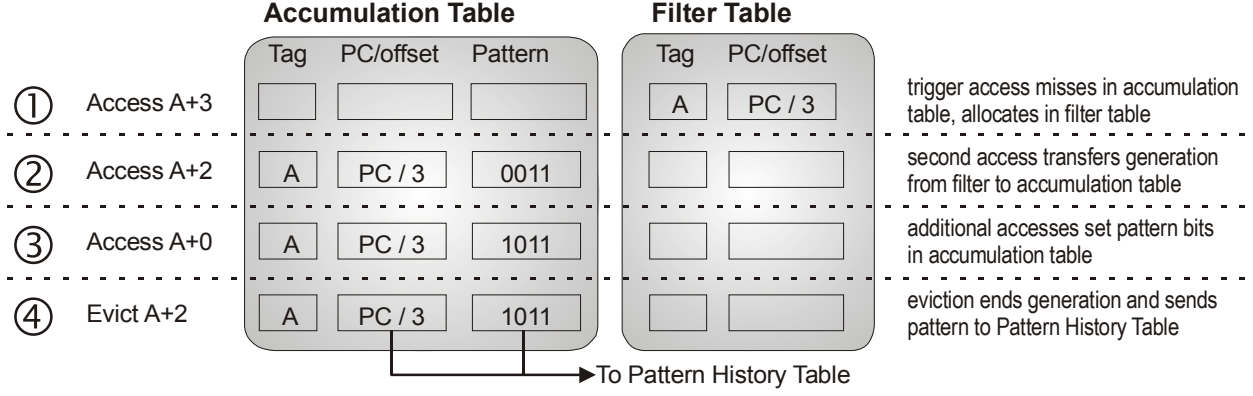 Accumulation Table
Filter Table
Tag PC/offset Pattern
Tag PC/offset
① Access A+3
A PC / 3
trigger access misses in accumulation
table, allocates in filter table
② Access A+2
A PC / 3 0011
second access transfers generation
from filter to accumulation table
③ Access A+0
A PC / 3 1011
additional accesses set pattern bits
in accumulation table
④ Evict A+2
A PC / 3 1011
eviction ends generation and sends
pattern to Pattern History Table
To Pattern History Table